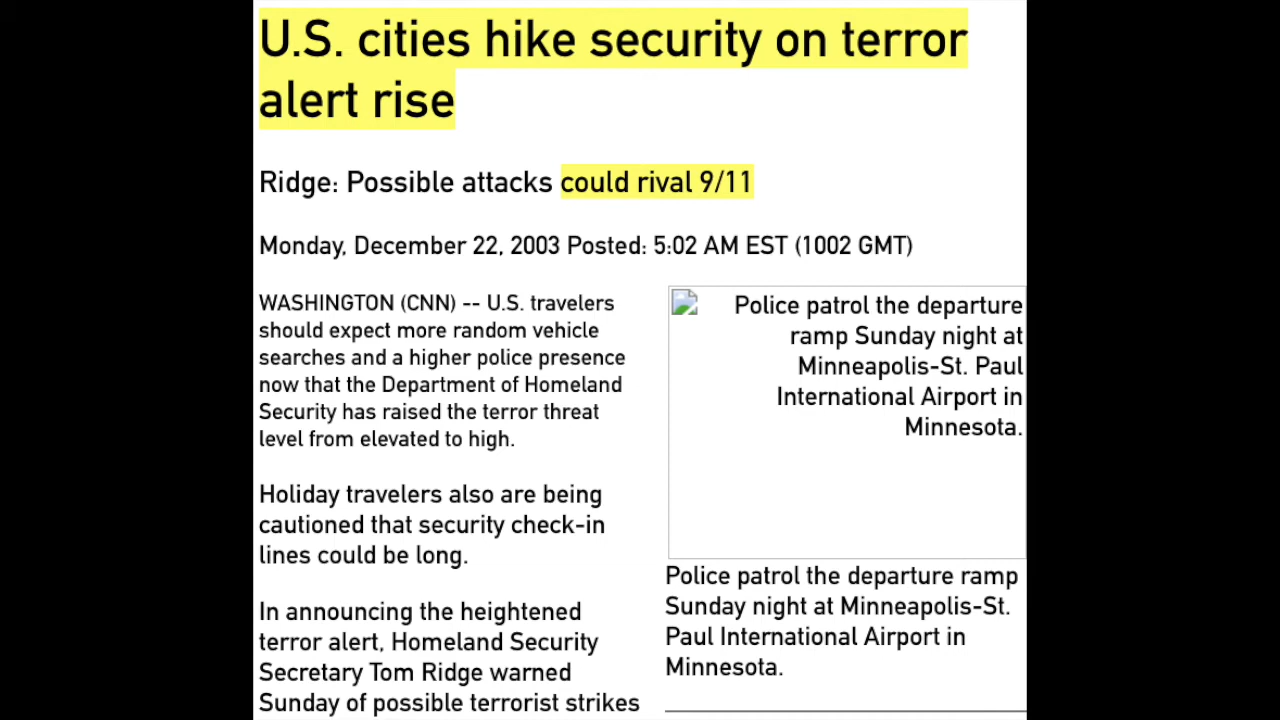 U.S. cities hike security on terror
alert rise
Ridge: Possible attacks could rival 9/11
Monday, December 22, 2003 Posted: 5:02 AM EST (1002 GMT)
WASHINGTON (CNN) -- U.S. travelers
should expect more random vehicle
searches and a higher police presence
now that the Department of Homeland
Security has raised the terror threat
level from elevated to high.
Holiday travelers also are being
cautioned that security check-in
lines could be long.
In announcing the heightened
terror alert, Homeland Security
Secretary Tom Ridge warned
Sunday of possible terrorist strikes
Police patrol the departure
ramp Sunday night at
Minneapolis-St. Paul
International Airport in
Minnesota.
Police patrol the departure ramp
Sunday night at Minneapolis-St.
Paul International Airport in
Minnesota.